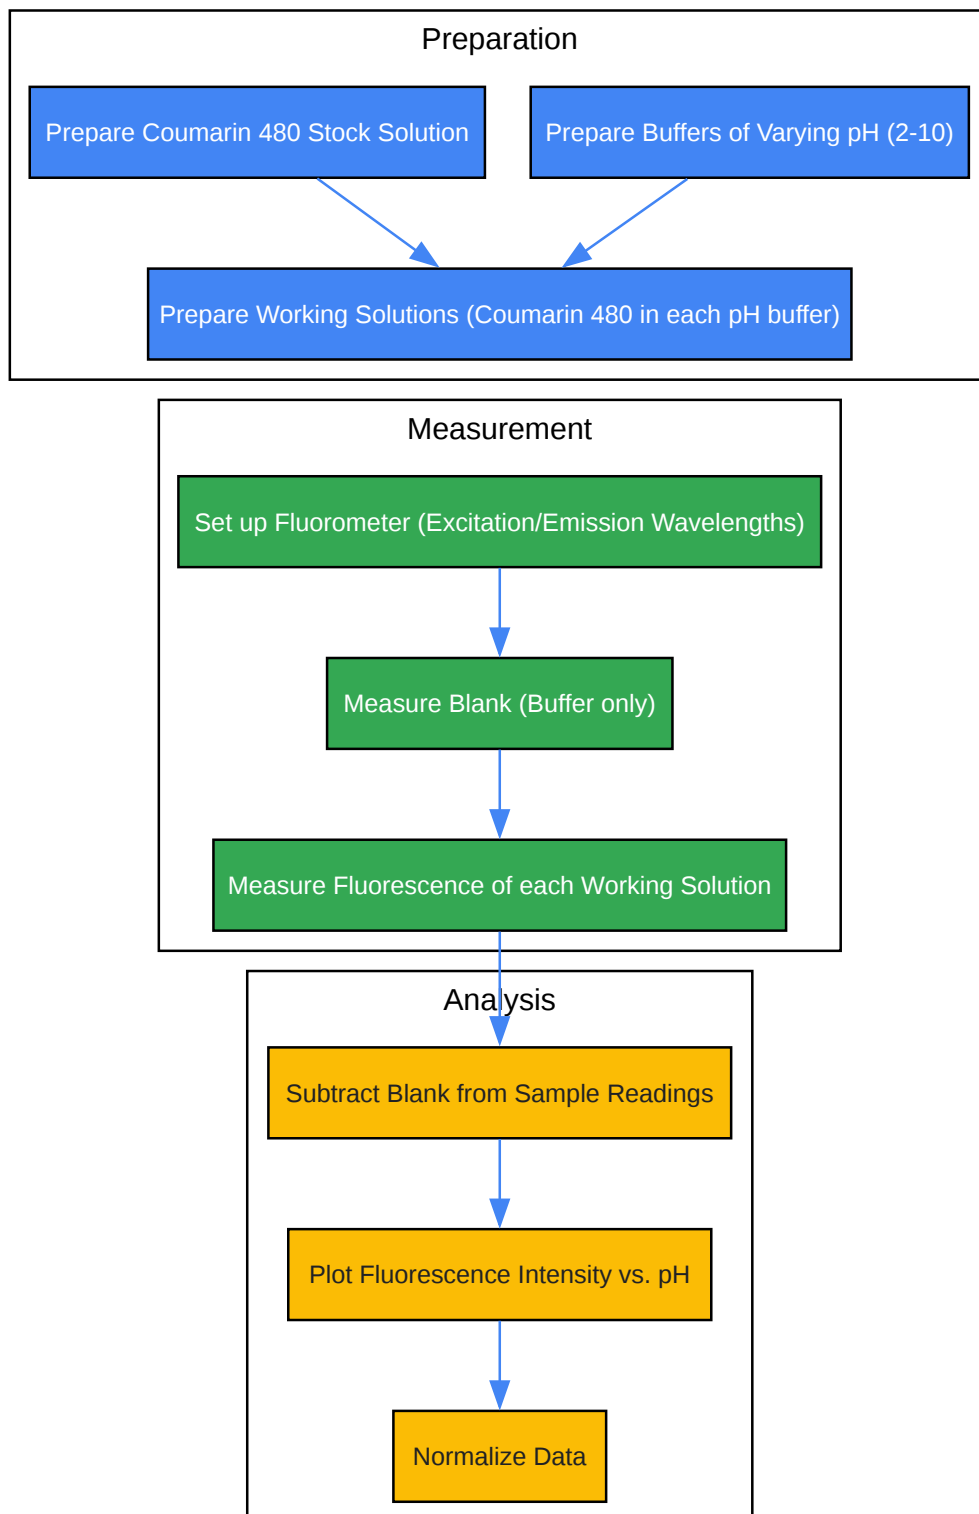 Preparation
Prepare Coumarin 480 Stock Solution
Prepare Buffers of Varying pH (2-10)
Prepare Working Solutions (Coumarin 480 in each pH buffer)
Measurement
Set up Fluorometer (Excitation/Emission Wavelengths)
Measure Blank (Buffer only)
Measure Fluorescence of each Working Solution
Analysis
Subtract Blank from Sample Readings
Plot Fluorescence Intensity vs. pH
Normalize Data